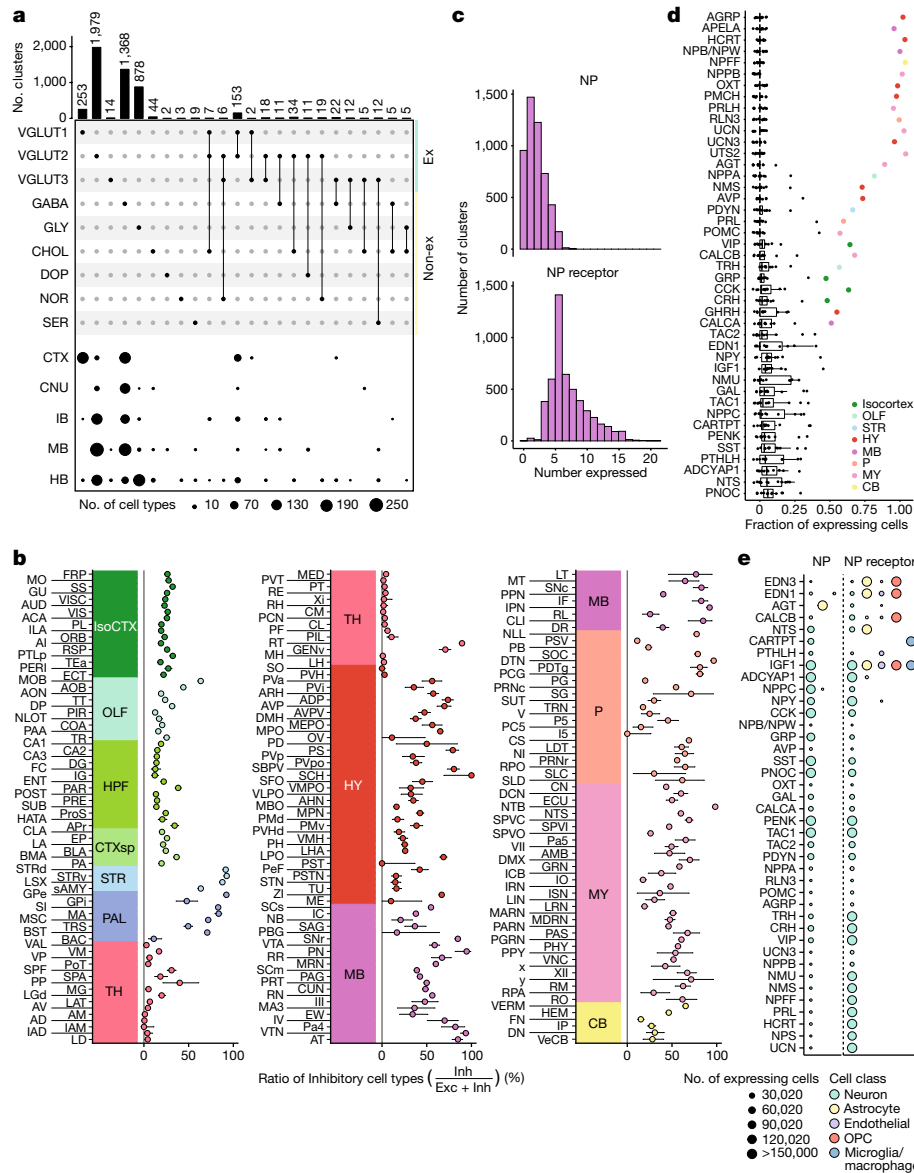 a
No. clusters
2,000
1,000
0
253
1,979
14
1,368
878
44
2
3
9
7
6
153
2
18
11
34
11
19
22
12
5
12
5
5
VGLUT1
VGLUT2
VGLUT3
GABA
GLY
CHOL
DOP
NOR
SER
Ex
Non-ex
CTX
CNU
IB
MB
HB
No. of cell types
10
70
130
190
250
c
NP
1,500
1,000
500
0
NP receptor
1,500
1,000
500
0
Number of clusters
0
5
10
15
20
Number expressed
d
AGRP
APELA
HCRT
NPB/NPW
NPFF
NPPB
OXT
PMCH
PRLH
RLN3
UCN
UCN3
UTS2
AGT
NPPA
NMS
AVP
PDYN
PRL
POMC
VIP
CALCB
TRH
GRP
CCK
CRH
GHRH
CALCA
TAC2
EDN1
NPY
IGF1
NMU
GAL
TAC1
NPPC
CARTPT
PENK
SST
PTHLH
ADCYAP1
NTS
PNOC
Isocortex
OLF
STR
HY
MB
P
MY
CB
0
0.25
0.50
0.75
1.00
Fraction of expressing cells
b
FRP
MO
SS
GU
VISC
AUD
VIS
ACA
PL
ILA
ORB
AI
RSP
PTLp
TEa
PERI
ECT
IsoCTX
MOB
AOB
AON
TT
DP
PIR
NLOT
COA
PAA
TR
OLF
CA1
CA2
CA3
DG
FC
IG
ENT
PAR
POST
PRE
SUB
ProS
HATA
APr
HPF
CLA
EP
LA
BLA
BMA
PA
CTXsp
STRd
STRv
LSX
sAMY
STR
GPe
GPi
SI
MA
MSC
TRS
BST
BAC
PAL
VAL
VM
VP
PoT
SPF
SPA
PP
MG
LGd
LAT
AV
AM
AD
IAM
IAD
LD
TH
0
50
100
MED
PVT
PT
RE
Xi
RH
CM
PCN
CL
PF
PIL
RT
GENv
MH
LH
TH
SO
PVH
PVa
PVi
ARH
ADP
AVP
AVPV
DMH
MEPO
MPO
OV
PD
PS
PVp
PVpo
SBPV
SCH
SFO
VMPO
VLPO
AHN
MBO
MPN
PMd
PMv
PVHd
VMH
PH
LHA
LPO
PST
PeF
PSTN
STN
TU
ZI
ME
HY
SCs
IC
NB
SAG
PBG
SNr
VTA
PN
RR
MRN
SCm
PAG
PRT
CUN
RN
III
MA3
EW
IV
Pa4
VTN
AT
MB
0
50
100
LT
MT
SNc
PPN
IF
IPN
RL
CLI
DR
MB
NLL
PSV
PB
SOC
DTN
PDTg
PCG
PG
PRNc
SG
SUT
TRN
V
P5
PC5
I5
CS
LDT
NI
PRNr
RPO
SLC
SLD
P
CN
DCN
ECU
NTB
NTS
SPVC
SPVI
SPVO
Pa5
VII
AMB
DMX
GRN
ICB
IO
IRN
ISN
LIN
LRN
MARN
MDRN
PARN
PAS
PGRN
PHY
PPY
VNC
x
XII
y
RM
RPA
RO
MY
VERM
HEM
FN
IP
DN
VeCB
CB
0
50
100
Ratio of Inhibitory cell types ( Inh / Exc + Inh ) (%)
e
NP
NP receptor
EDN3
EDN1
AGT
CALCB
NTS
CARTPT
PTHLH
IGF1
ADCYAP1
NPPC
NPY
CCK
NPB/NPW
GRP
AVP
SST
PNOC
OXT
GAL
CALCA
PENK
TAC1
TAC2
PDYN
NPPA
RLN3
POMC
AGRP
TRH
CRH
VIP
UCN3
NPPB
NMU
NMS
NPFF
PRL
HCRT
NPS
UCN
No. of expressing cells
30,020
60,020
90,020
120,020
>150,000
Cell class
Neuron
Astrocyte
Endothelial
OPC
Microglia/
macrophage